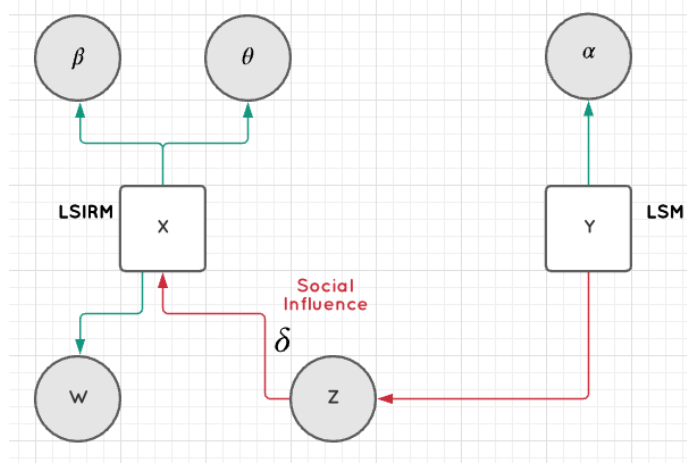 β
θ
α
LSIRM
X
Y
LSM
Social
Influence
δ
W
Z